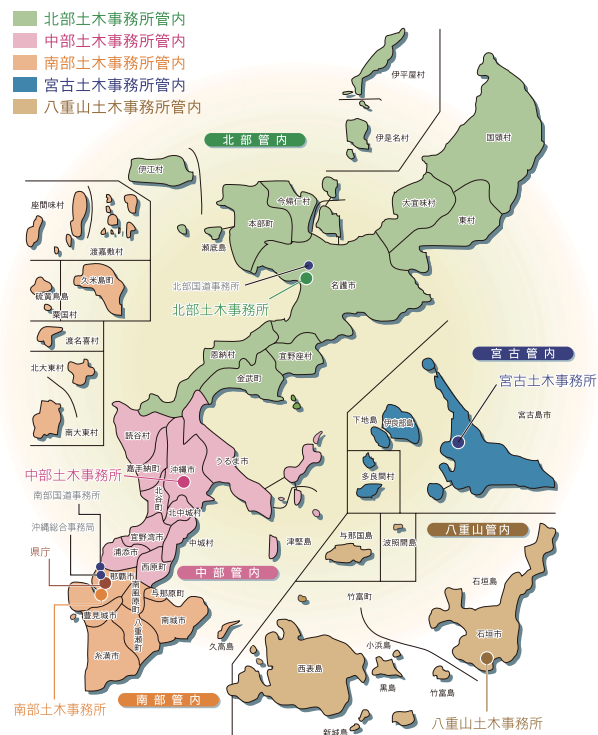 北部土木事務所管内
中部土木事務所管内
南部土木事務所管内
宮古土木事務所管内
八重山土木事務所管内
伊平屋村
伊是名村
国頭村
北部管内
伊江村
今帰仁村
大宜味村
東村
本部町
座間味村
瀬底島
渡嘉敷村
久米島町
硫黄鳥島
粟国村
北部国道事務所
名護市
北部土木事務所
渡名喜村
北大東村
南大東村
恩納村
宜野座村
金武町
宮古管内
宮古土木事務所
宮古島市
下地島
伊良部島
多良間村
読谷村
嘉手納町
沖縄市
うるま市
中部土木事務所
北谷町
南部国道事務所
北中城村
沖縄総合事務局
宜野湾市
中城村
津堅島
浦添市
西原町
県庁
那覇市
中部管内
南風原町
与那原町
豊見城市
八重瀬町
南城市
糸満市
久高島
南部管内
南部土木事務所
八重山管内
与那国島
波照間島
石垣島
竹富町
石垣市
小浜島
西表島
黒島
竹富島
新城島
八重山土木事務所